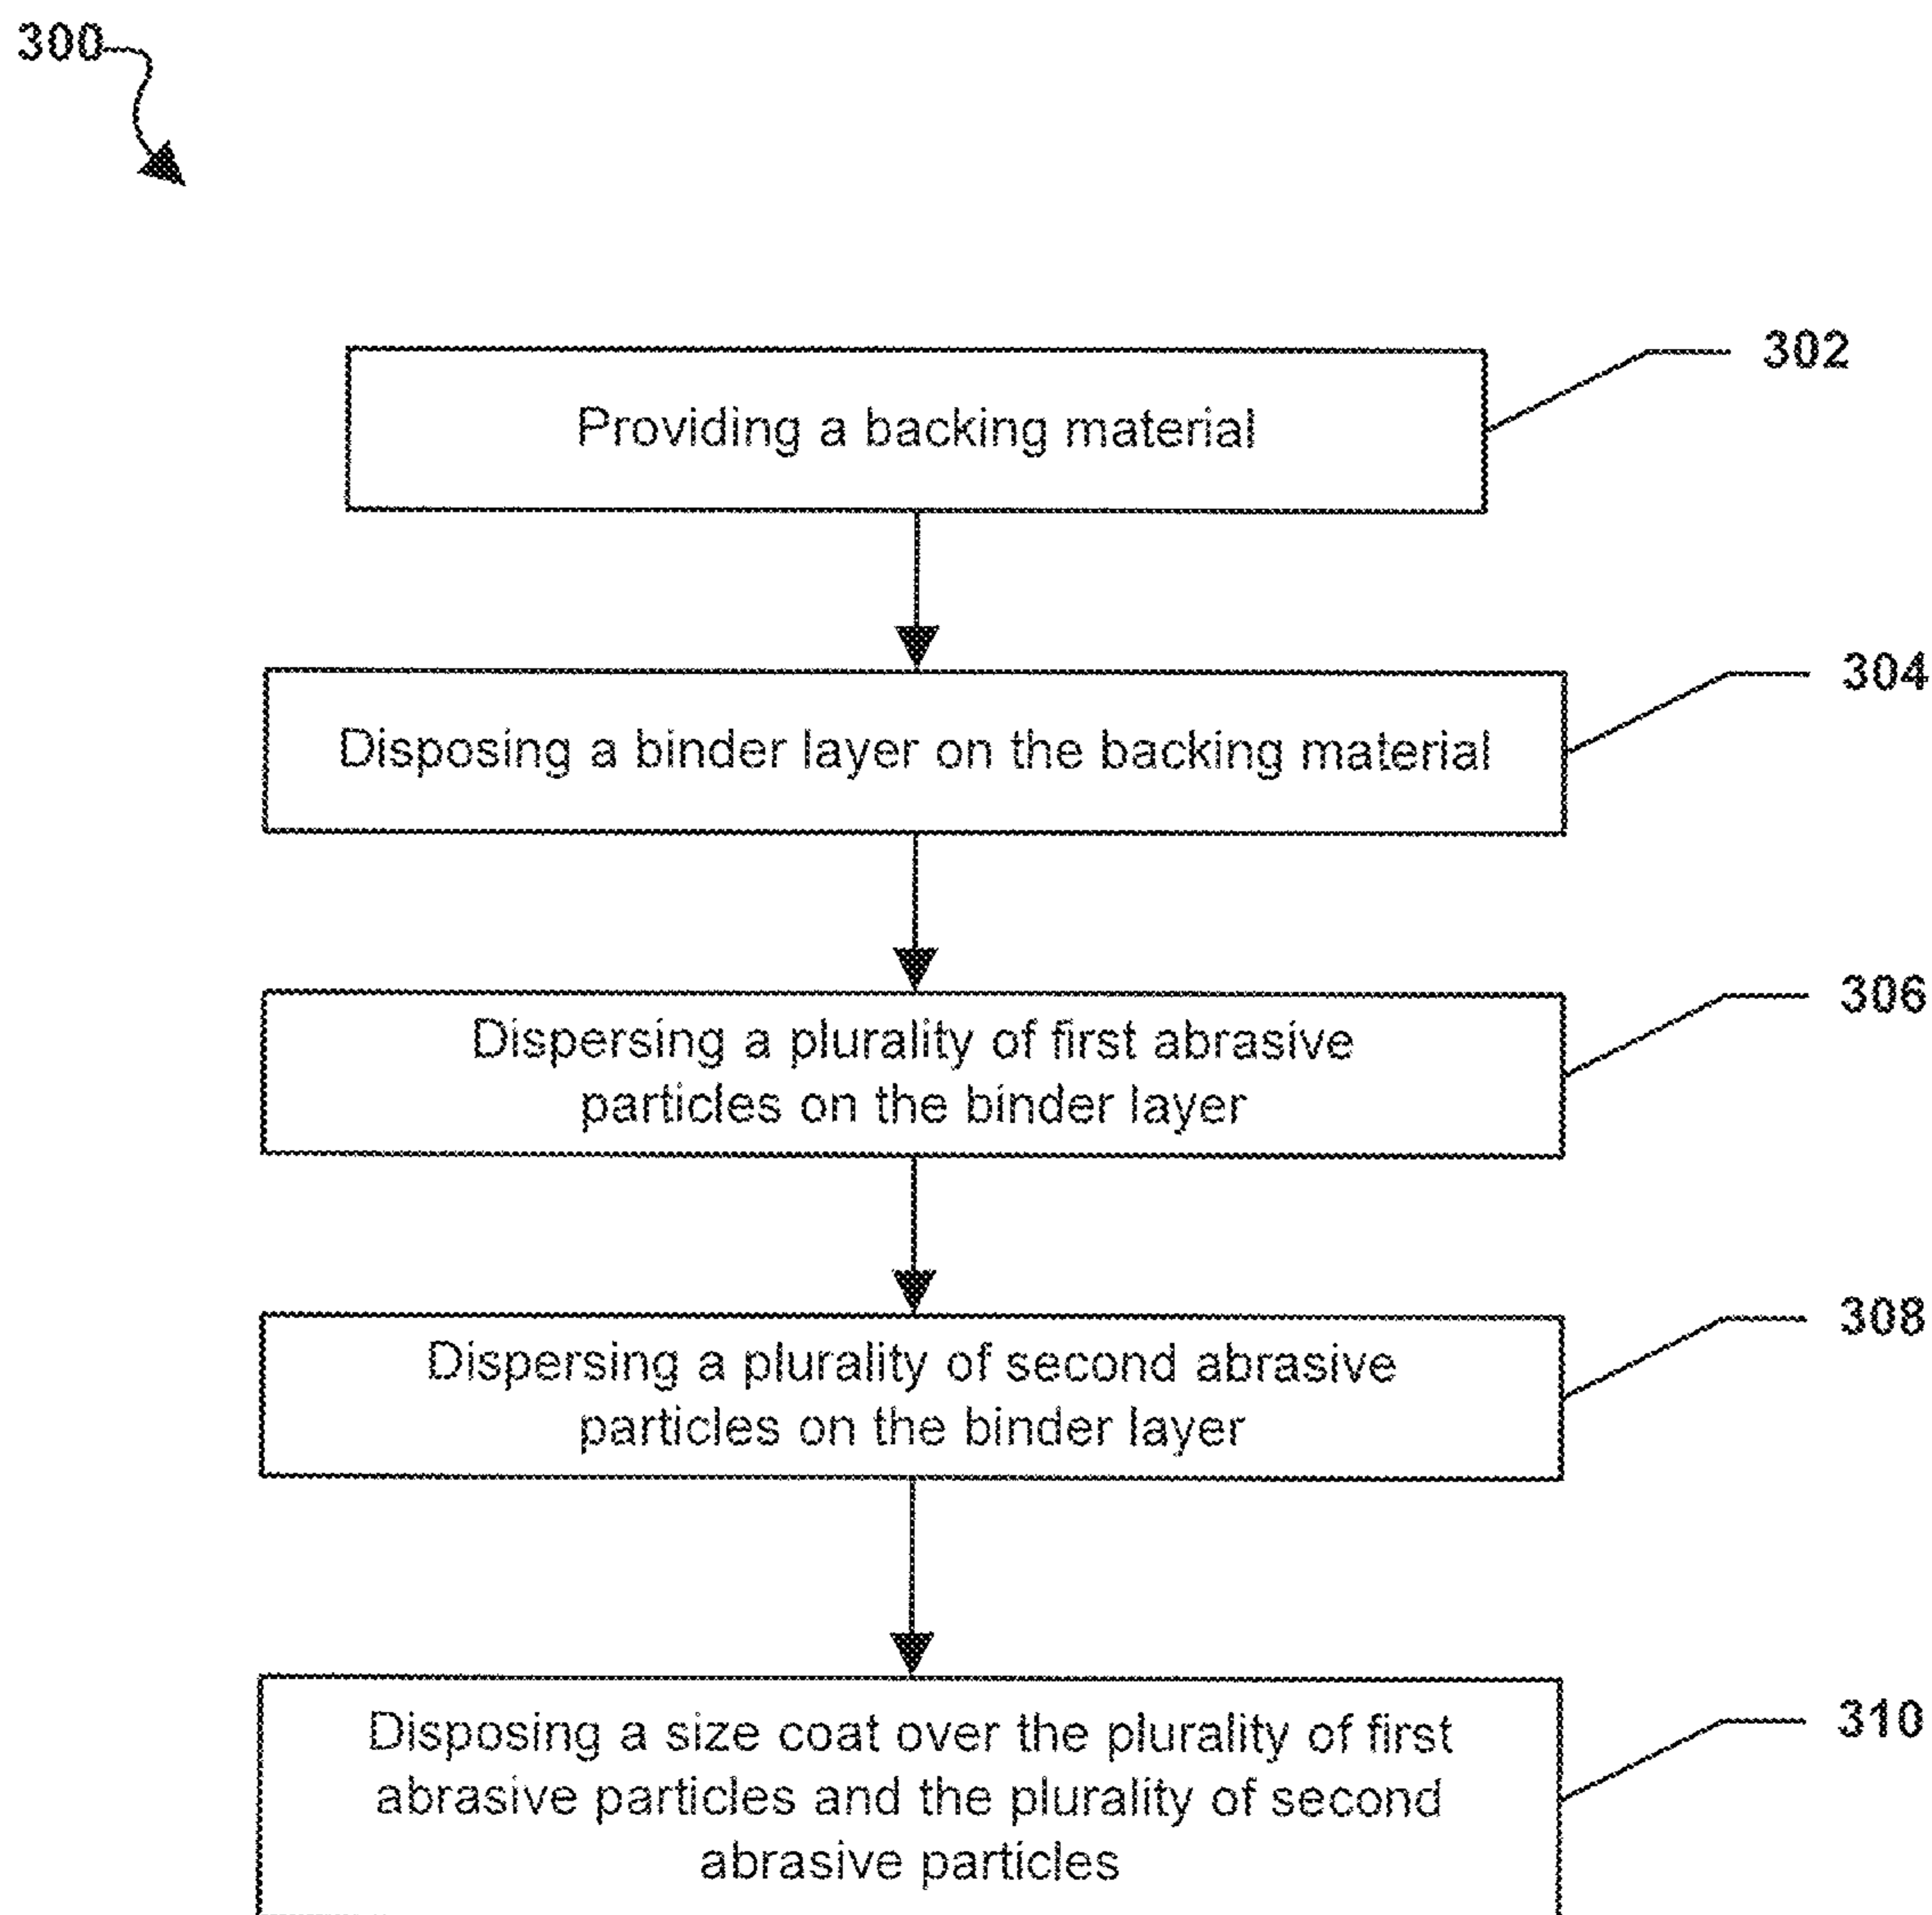 300
302
Providing a backing material
304
Disposing a binder layer on the backing material
306
Dispersing a plurality of first abrasive
particles on the binder layer
308
Dispersing a plurality of second abrasive
particles on the binder layer
310
Disposing a size coat over the plurality of first
abrasive particles and the plurality of second
abrasive particles